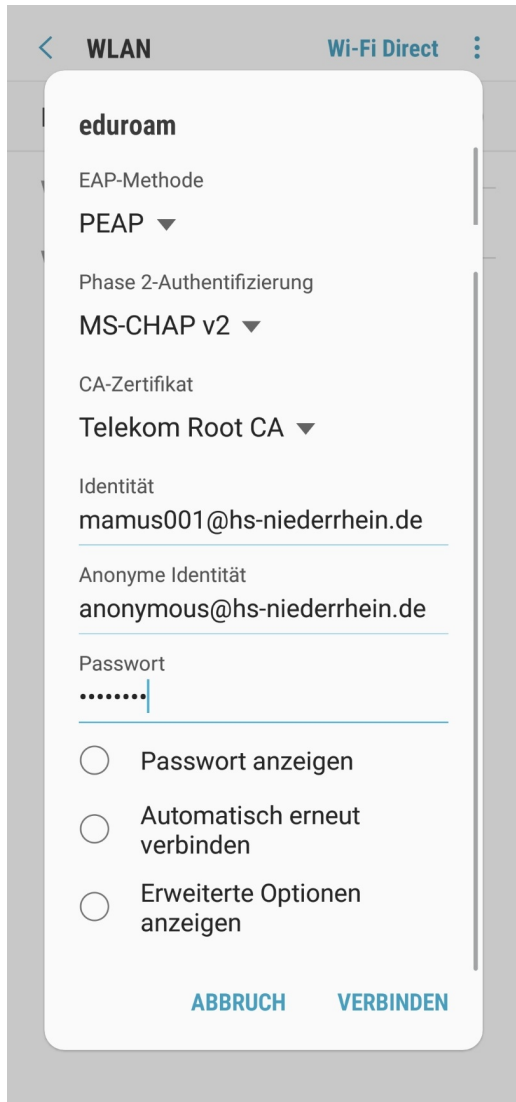 WLAN Wi-Fi Direct
eduroam
EAP-Methode
PEAP
Phase 2-Authentifizierung
MS-CHAP v2
CA-Zertifikat
Telekom Root CA
Identität
mamus001@hs-niederrhein.de
Anonyme Identität
anonymous@hs-niederrhein.de
Passwort
••••••••
Passwort anzeigen
Automatisch erneut
verbinden
Erweiterte Optionen
anzeigen
ABBRUCH VERBINDEN